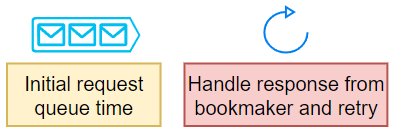 Initial request
queue time
Handle response from
bookmaker and retry